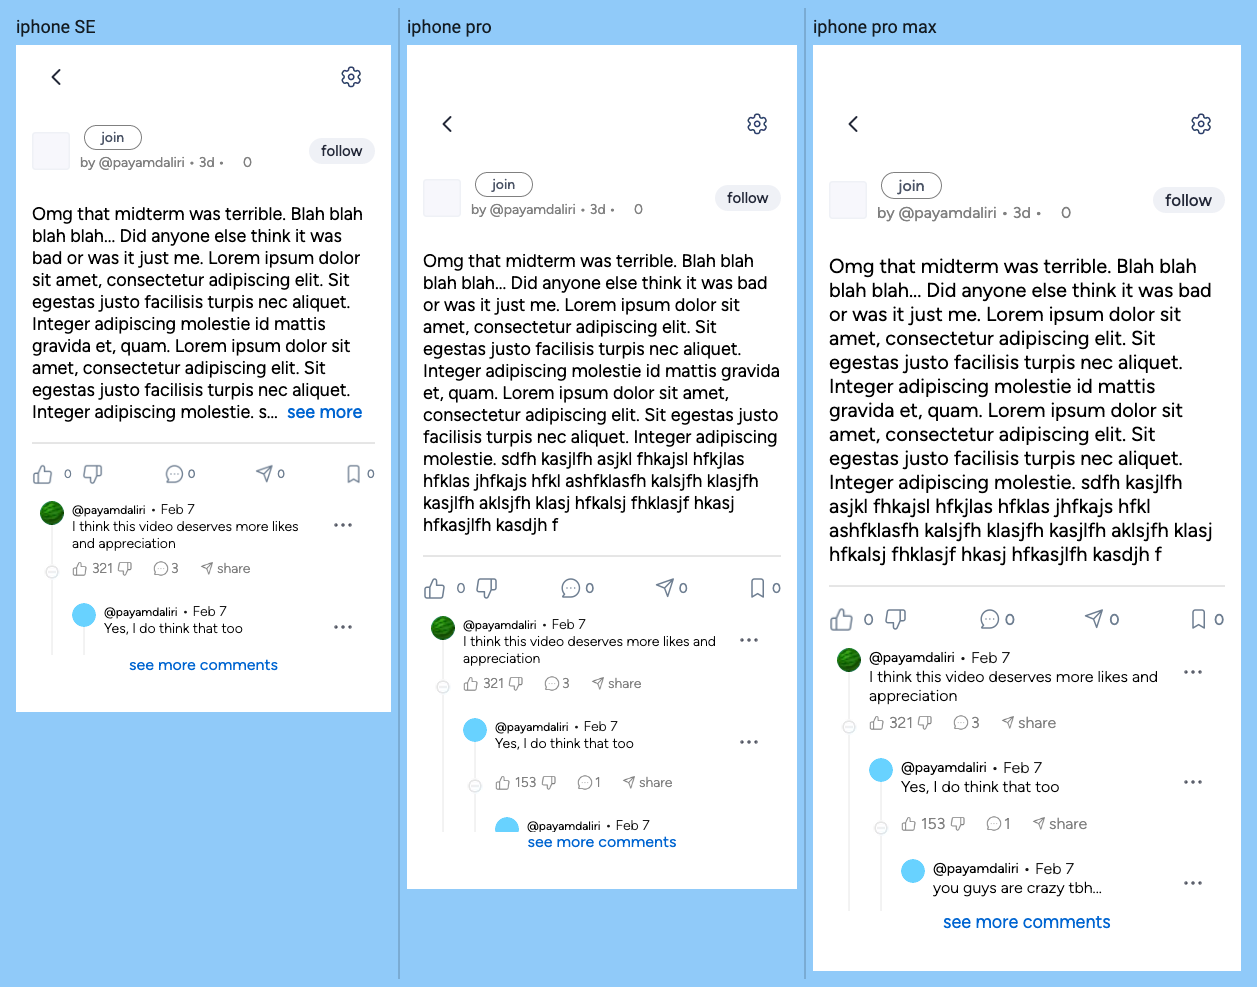 iphone SE
join
by @payamdaliri • 3d • 0
follow
Omg that midterm was terrible. Blah blah
blah blah... Did anyone else think it was
bad or was it just me. Lorem ipsum dolor
sit amet, consectetur adipiscing elit. Sit
egestas justo facilisis turpis nec aliquet.
Integer adipiscing molestie id mattis
gravida et, quam. Lorem ipsum dolor sit
amet, consectetur adipiscing elit. Sit
egestas justo facilisis turpis nec aliquet.
Integer adipiscing molestie. s... see more
0 0 0 0
@payamdaliri • Feb 7
I think this video deserves more likes
and appreciation
321 3 share
@payamdaliri • Feb 7
Yes, I do think that too
see more comments
iphone pro
join
by @payamdaliri • 3d • 0
follow
Omg that midterm was terrible. Blah blah
blah blah... Did anyone else think it was bad
or was it just me. Lorem ipsum dolor sit
amet, consectetur adipiscing elit. Sit
egestas justo facilisis turpis nec aliquet.
Integer adipiscing molestie id mattis gravida
et, quam. Lorem ipsum dolor sit amet,
consectetur adipiscing elit. Sit egestas justo
facilisis turpis nec aliquet. Integer adipiscing
molestie. sdfh kasjlfh asjkl fhkajsl hfkjlas
hfklas jhfkajs hfkl ashfklasfh kalsjfh klasjfh
kasjlfh aklsjfh klasj hfkalsj fhklasjf hkasj
hfkasjlfh kasdjh f
0 0 0 0
@payamdaliri • Feb 7
I think this video deserves more likes and
appreciation
321 3 share
@payamdaliri • Feb 7
Yes, I do think that too
153 1 share
@payamdaliri • Feb 7
see more comments
iphone pro max
join
by @payamdaliri • 3d • 0
follow
Omg that midterm was terrible. Blah blah
blah blah... Did anyone else think it was bad
or was it just me. Lorem ipsum dolor sit
amet, consectetur adipiscing elit. Sit
egestas justo facilisis turpis nec aliquet.
Integer adipiscing molestie id mattis
gravida et, quam. Lorem ipsum dolor sit
amet, consectetur adipiscing elit. Sit
egestas justo facilisis turpis nec aliquet.
Integer adipiscing molestie. sdfh kasjlfh
asjkl fhkajsl hfkjlas hfklas jhfkajs hfkl
ashfklasfh kalsjfh klasjfh kasjlfh aklsjfh klasj
hfkalsj fhklasjf hkasj hfkasjlfh kasdjh f
0 0 0 0
@payamdaliri • Feb 7
I think this video deserves more likes and
appreciation
321 3 share
@payamdaliri • Feb 7
Yes, I do think that too
153 1 share
@payamdaliri • Feb 7
you guys are crazy tbh...
see more comments